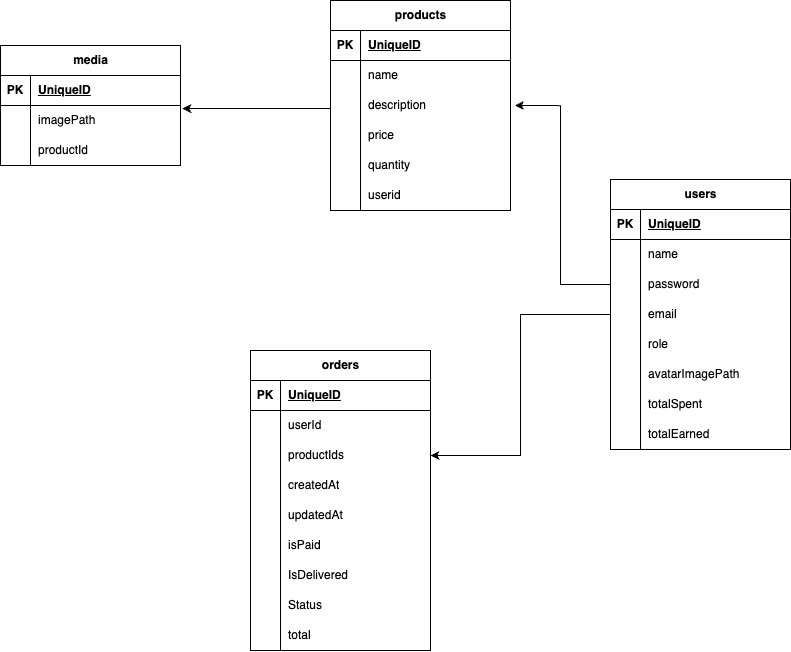 products
PK UniqueID
name
description
price
quantity
userid
media
PK UniqueID
imagePath
productId
users
PK UniqueID
name
password
email
role
avatarImagePath
totalSpent
totalEarned
orders
PK UniqueID
userId
productIds
createdAt
updatedAt
isPaid
IsDelivered
Status
total